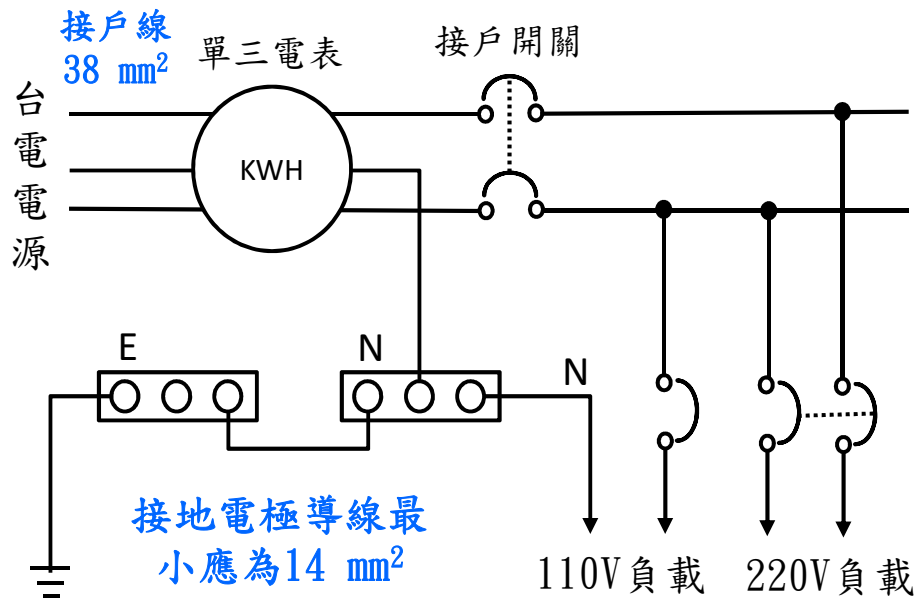 接戶線
38 mm²
單三電表
接戶開關
台電電源
KWH
E
N
N
接地電極導線最
小應為14 mm²
110V負載
220V負載